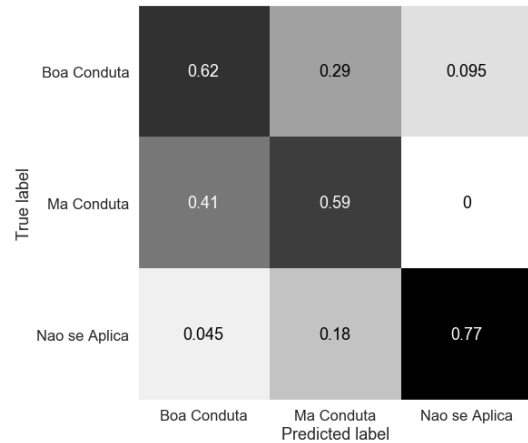 Boa Conduta 0.62 0.29 0.095
True label
Ma Conduta 0.41 0.59 0
Nao se Aplica 0.045 0.18 0.77
Boa Conduta Ma Conduta Nao se Aplica
Predicted label